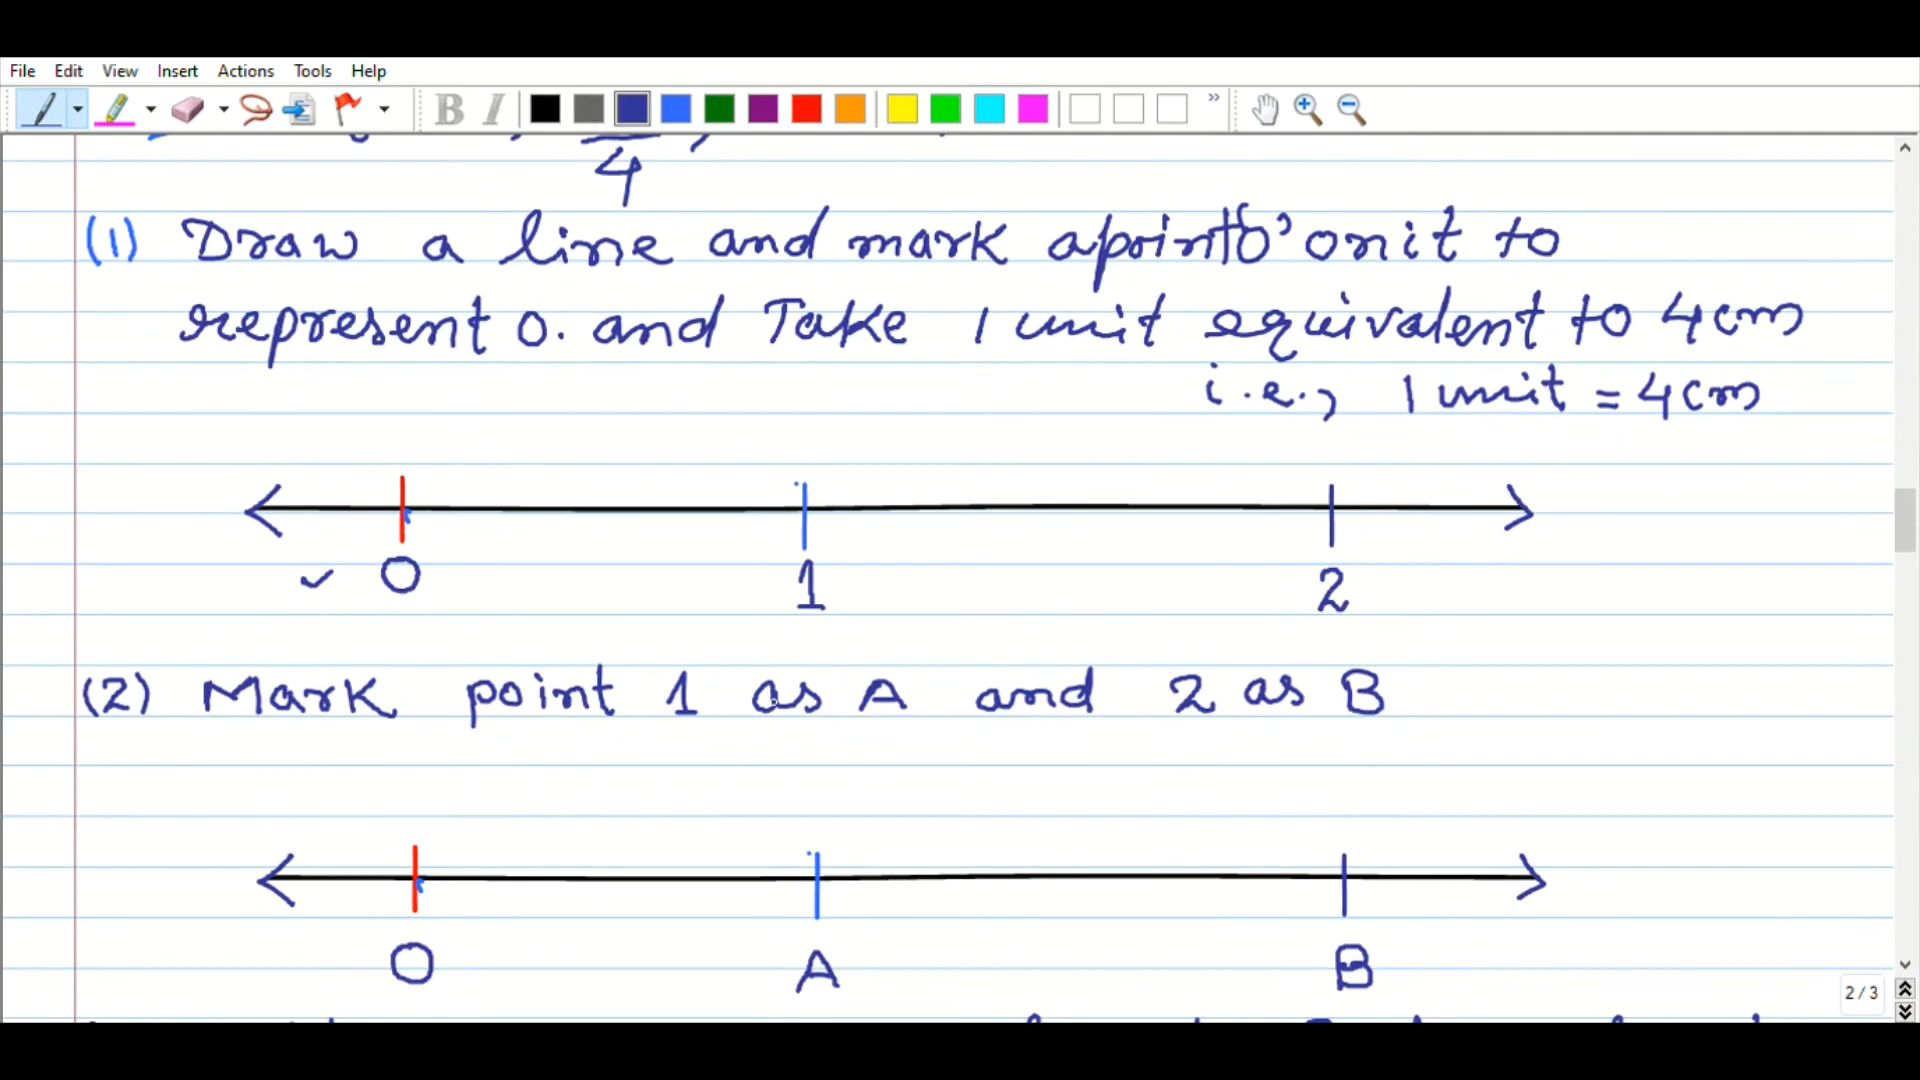 File Edit View Insert Actions Tools Help
B I »
4 ,
(1) Draw a line and mark a point 'O' on it to
represent 0. and Take 1 unit equivalent to 4cm
i.e., 1 unit = 4cm
O 1 2
(2) Mark point 1 as A and 2 as B
O A B
2/3